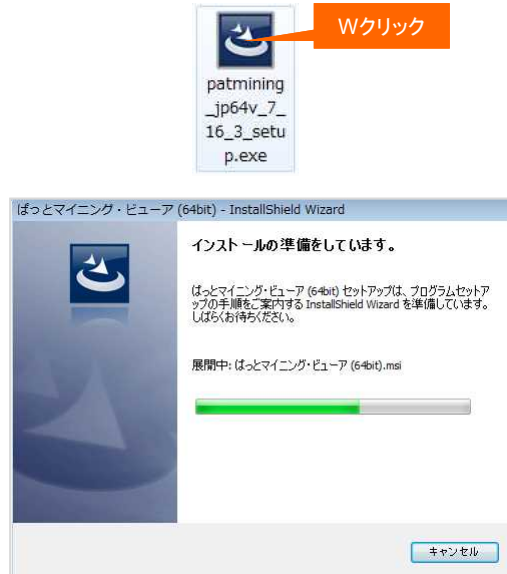 Wクリック
patmining
_jp64v_7_
16_3_setu
p.exe
ぱっとマイニング・ビューア (64bit) - InstallShield Wizard
インストールの準備をしています。
ぱっとマイニング・ビューア (64bit) セットアップは、プログラムセットア
ップの手順をご案内する InstallShield Wizard を準備しています。
しばらくお待ちください。
展開中: ぱっとマイニング・ビューア (64bit).msi
キャンセル